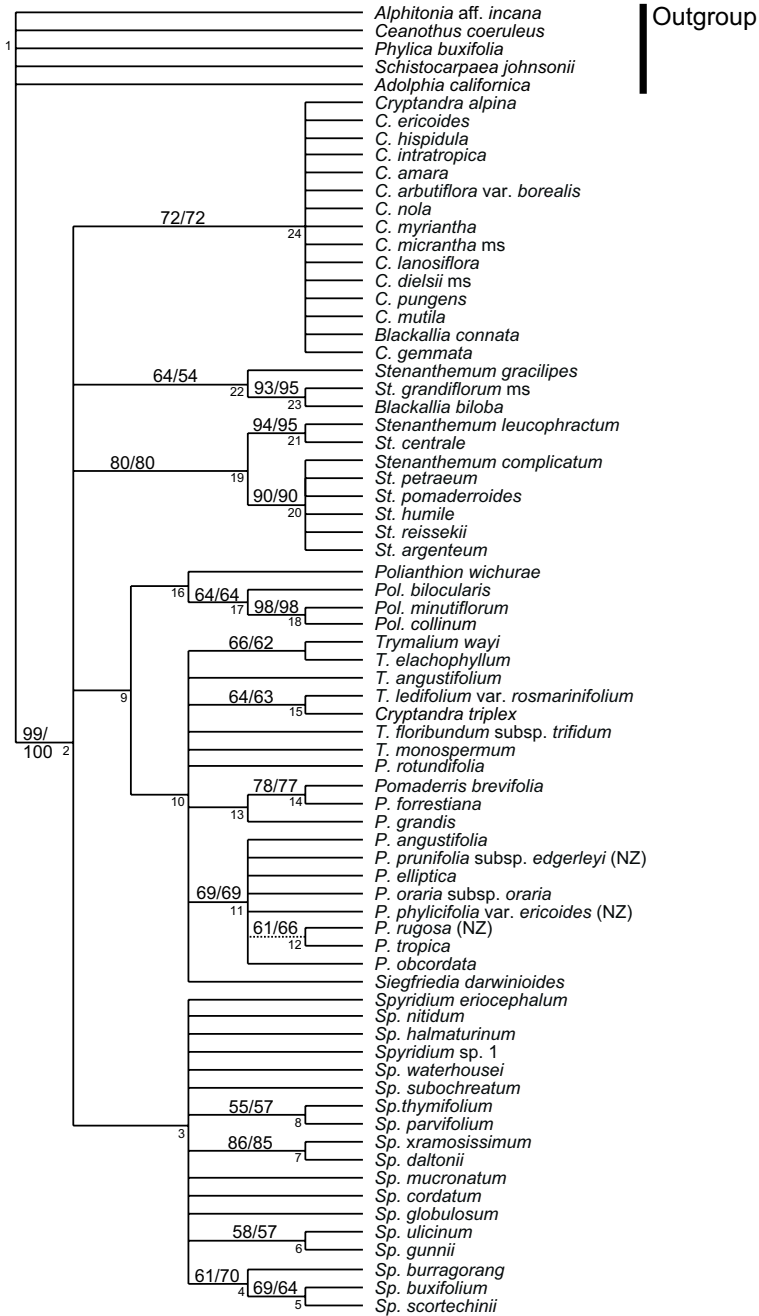 Alphitonia aff. incana
Outgroup
Ceanothus coeruleus
1
Phylica buxifolia
Schistocarpaea johnsonii
Adolphia californica
Cryptandra alpina
C. ericoides
C. hispidula
C. intratropica
C. amara
C. arbutiflora var. borealis
C. nola
72/72
C. myriantha
24
C. micrantha ms
C. lanosiflora
C. dielsii ms
C. pungens
C. mutila
Blackallia connata
C. gemmata
Stenanthemum gracilipes
64/54
22
93/95
St. grandiflorum ms
23
Blackallia biloba
94/95
Stenanthemum leucophractum
21
St. centrale
80/80
19
Stenanthemum complicatum
St. petraeum
90/90
St. pomaderroides
20
St. humile
St. reissekii
St. argenteum
Polianthion wichurae
16
64/64
Pol. bilocularis
17
98/98
Pol. minutiflorum
18
Pol. collinum
66/62
Trymalium wayi
T. elachophyllum
T. angustifolium
9
64/63
T. ledifolium var. rosmarinifolium
15
Cryptandra triplex
99/
100
2
T. floribundum subsp. trifidum
T. monospermum
P. rotundifolia
78/77
Pomaderris brevifolia
10
14
P. forrestiana
13
P. grandis
P. angustifolia
P. prunifolia subsp. edgerleyi (NZ)
P. elliptica
69/69
P. oraria subsp. oraria
11
P. phylicifolia var. ericoides (NZ)
61/66
P. rugosa (NZ)
12
P. tropica
P. obcordata
Siegfriedia darwinioides
Spyridium eriocephalum
Sp. nitidum
Sp. halmaturinum
Spyridium sp. 1
Sp. waterhousei
Sp. subochreatum
55/57
Sp.thymifolium
3
8
Sp. parvifolium
86/85
Sp. xramosissimum
7
Sp. daltonii
Sp. mucronatum
Sp. cordatum
Sp. globulosum
58/57
Sp. ulicinum
6
Sp. gunnii
61/70
Sp. burragorang
4
69/64
Sp. buxifolium
5
Sp. scortechinii